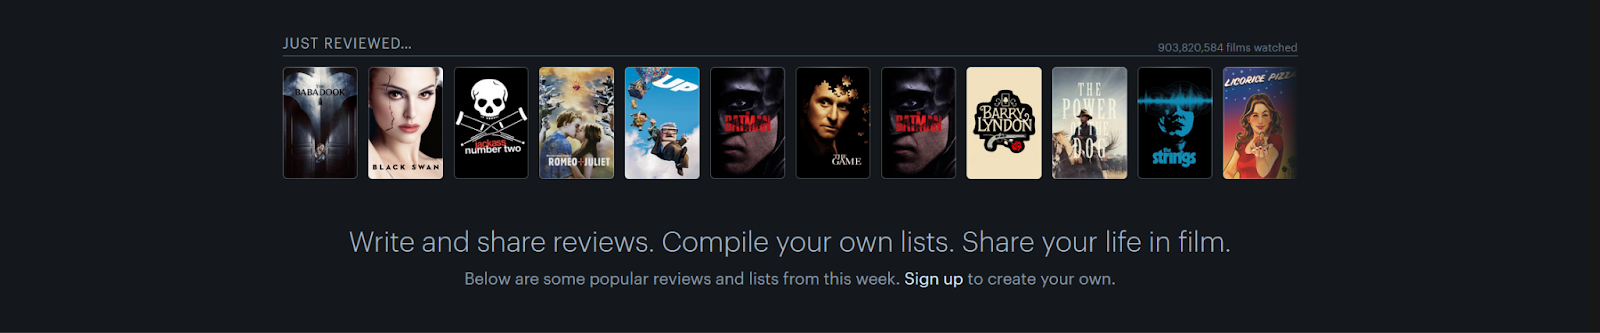 JUST REVIEWED...
903,820,584 films watched
THE
BABADOOK
BLACK SWAN
jackass
number two
ROMEO+JULIET
UP
THE
BATMAN
THE
GAME
THE
BATMAN
BARRY
LYNDON
THE
POWER
OF THE
DOG
the
strings
LICORICE PIZZA
Write and share reviews. Compile your own lists. Share your life in film.
Below are some popular reviews and lists from this week. Sign up to create your own.